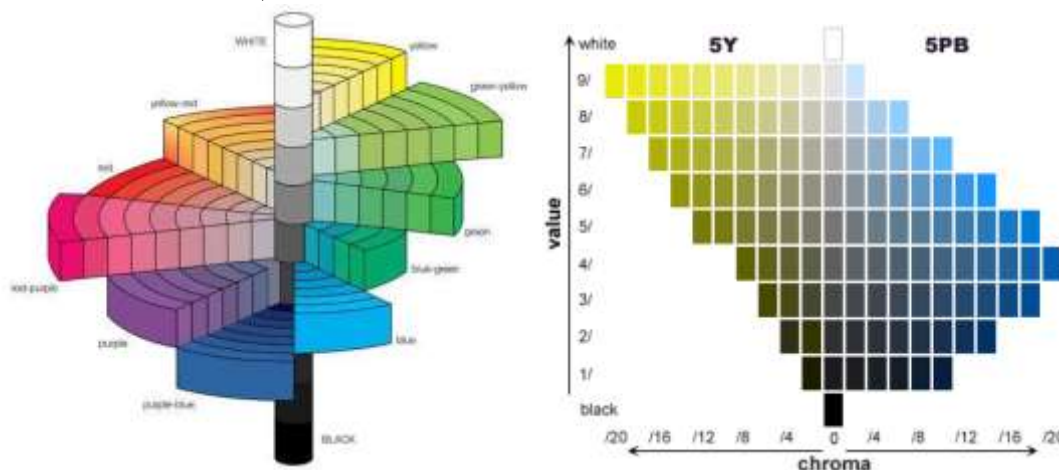 WHITE
yellow
green-yellow
yellow-red
red
green
blue-green
red-purple
purple
blue
purple-blue
BLACK
5Y
5PB
white
9/
8/
7/
6/
5/
4/
3/
2/
1/
black
value
/20 /16 /12 /8 /4 0 /4 /8 /12 /16 /20
chroma